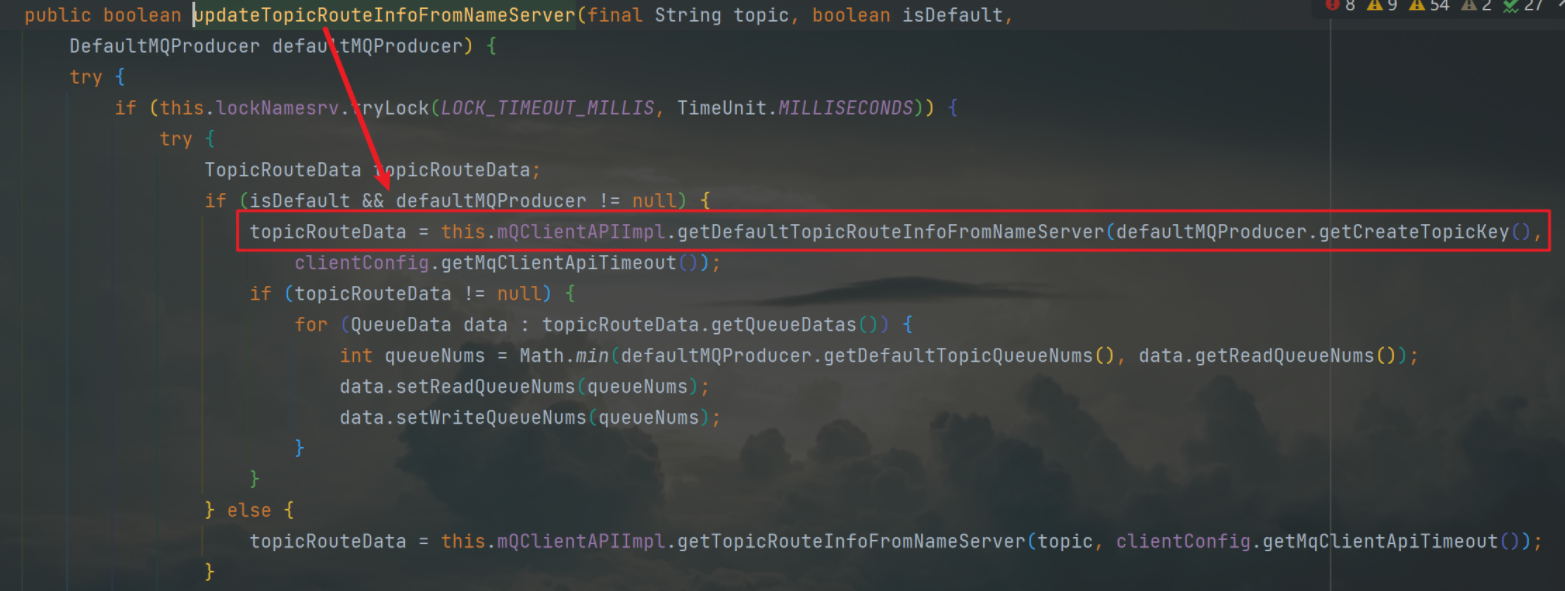 public boolean updateTopicRouteInfoFromNameServer(final String topic, boolean isDefault,
8 9 54 2 27
DefaultMQProducer defaultMQProducer) {
try {
if (this.lockNamesrv.tryLock(LOCK_TIMEOUT_MILLIS, TimeUnit.MILLISECONDS)) {
try {
TopicRouteData topicRouteData;
if (isDefault && defaultMQProducer != null) {
topicRouteData = this.mQClientAPIImpl.getDefaultTopicRouteInfoFromNameServer(defaultMQProducer.getCreateTopicKey(),
clientConfig.getMqClientApiTimeout());
if (topicRouteData != null) {
for (QueueData data : topicRouteData.getQueueDatas()) {
int queueNums = Math.min(defaultMQProducer.getDefaultTopicQueueNums(), data.getReadQueueNums());
data.setReadQueueNums(queueNums);
data.setWriteQueueNums(queueNums);
}
}
} else {
topicRouteData = this.mQClientAPIImpl.getTopicRouteInfoFromNameServer(topic, clientConfig.getMqClientApiTimeout());
}